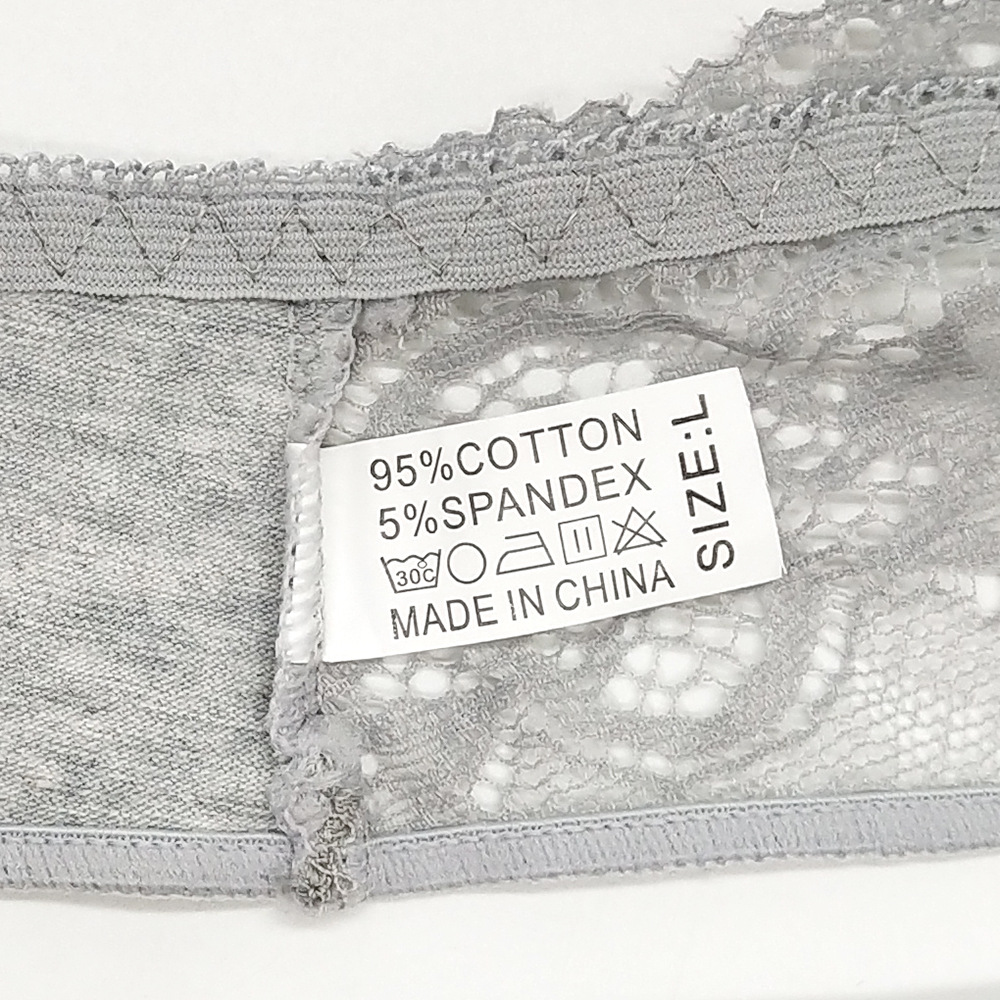 95%COTTON
5%SPANDEX
30C
MADE IN CHINA
SIZE:L